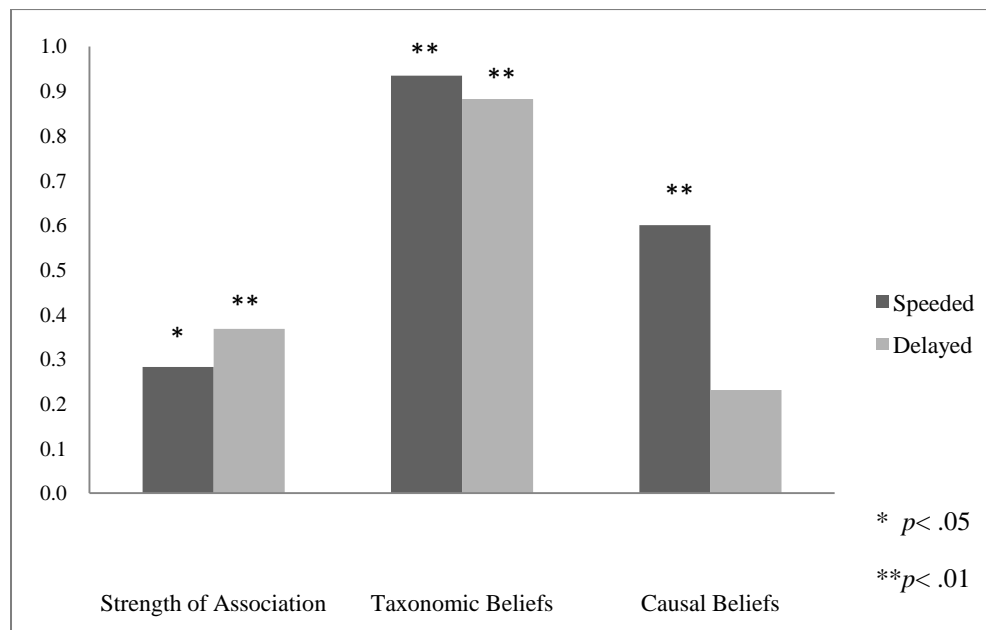 1.0
0.9
0.8
0.7
0.6
0.5
0.4
0.3
0.2
0.1
0.0
*
**
**
**
**
Strength of Association
Taxonomic Beliefs
Causal Beliefs
Speeded
Delayed
* p< .05
**p< .01